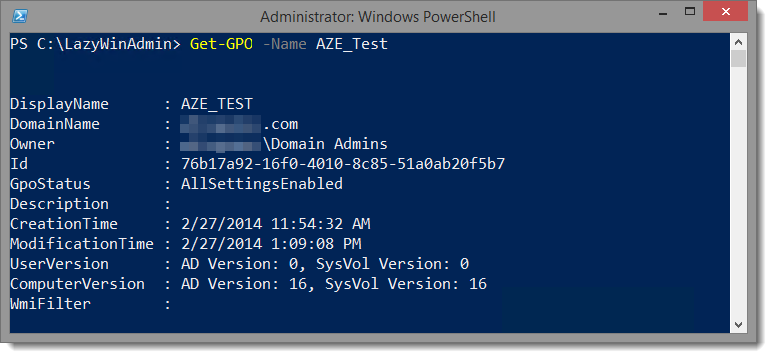 Administrator: Windows PowerShell
PS C:\LazyWinAdmin> Get-GPO -Name AZE_Test
DisplayName : AZE_TEST
DomainName : .com
Owner : \Domain Admins
Id : 76b17a92-16f0-4010-8c85-51a0ab20f5b7
GpoStatus : AllSettingsEnabled
Description :
CreationTime : 2/27/2014 11:54:32 AM
ModificationTime : 2/27/2014 1:09:08 PM
UserVersion : AD Version: 0, SysVol Version: 0
ComputerVersion : AD Version: 16, SysVol Version: 16
WmiFilter :